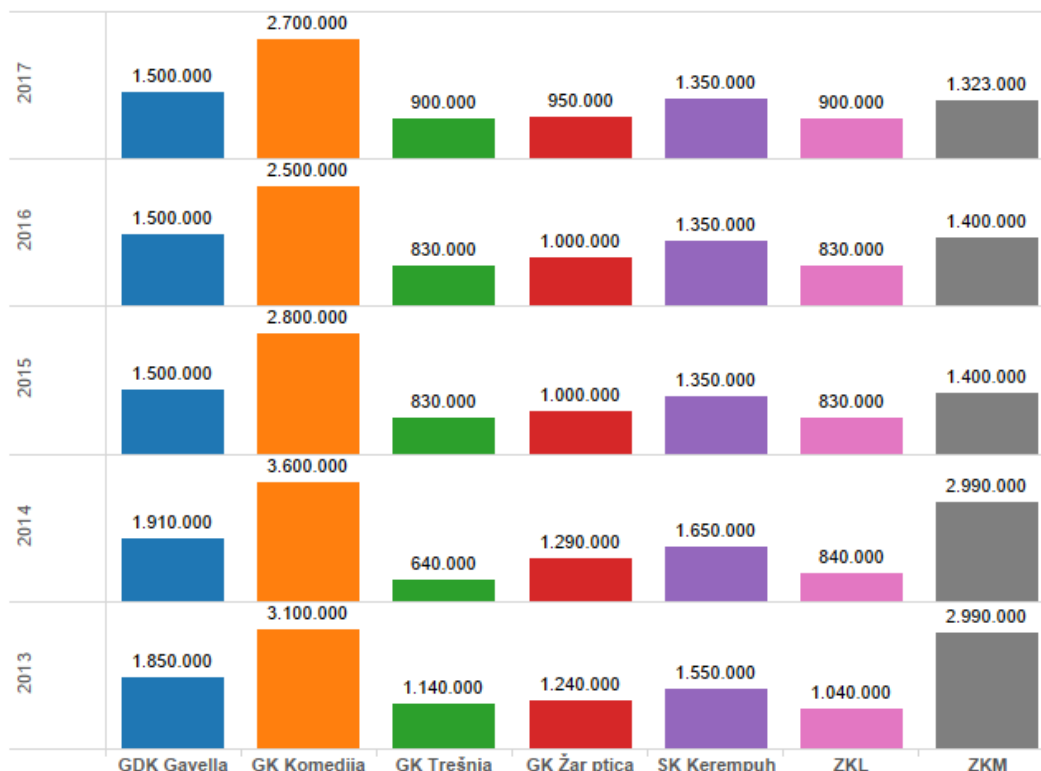 2017
1.500.000 2.700.000 900.000 950.000 1.350.000 900.000 1.323.000
2016
1.500.000 2.500.000 830.000 1.000.000 1.350.000 830.000 1.400.000
2015
1.500.000 2.800.000 830.000 1.000.000 1.350.000 830.000 1.400.000
2014
1.910.000 3.600.000 640.000 1.290.000 1.650.000 840.000 2.990.000
2013
1.850.000 3.100.000 1.140.000 1.240.000 1.550.000 1.040.000 2.990.000
GDK Gavella GK Komedija GK Trešnja GK Žar ptica SK Kerempuh ZKL ZKM